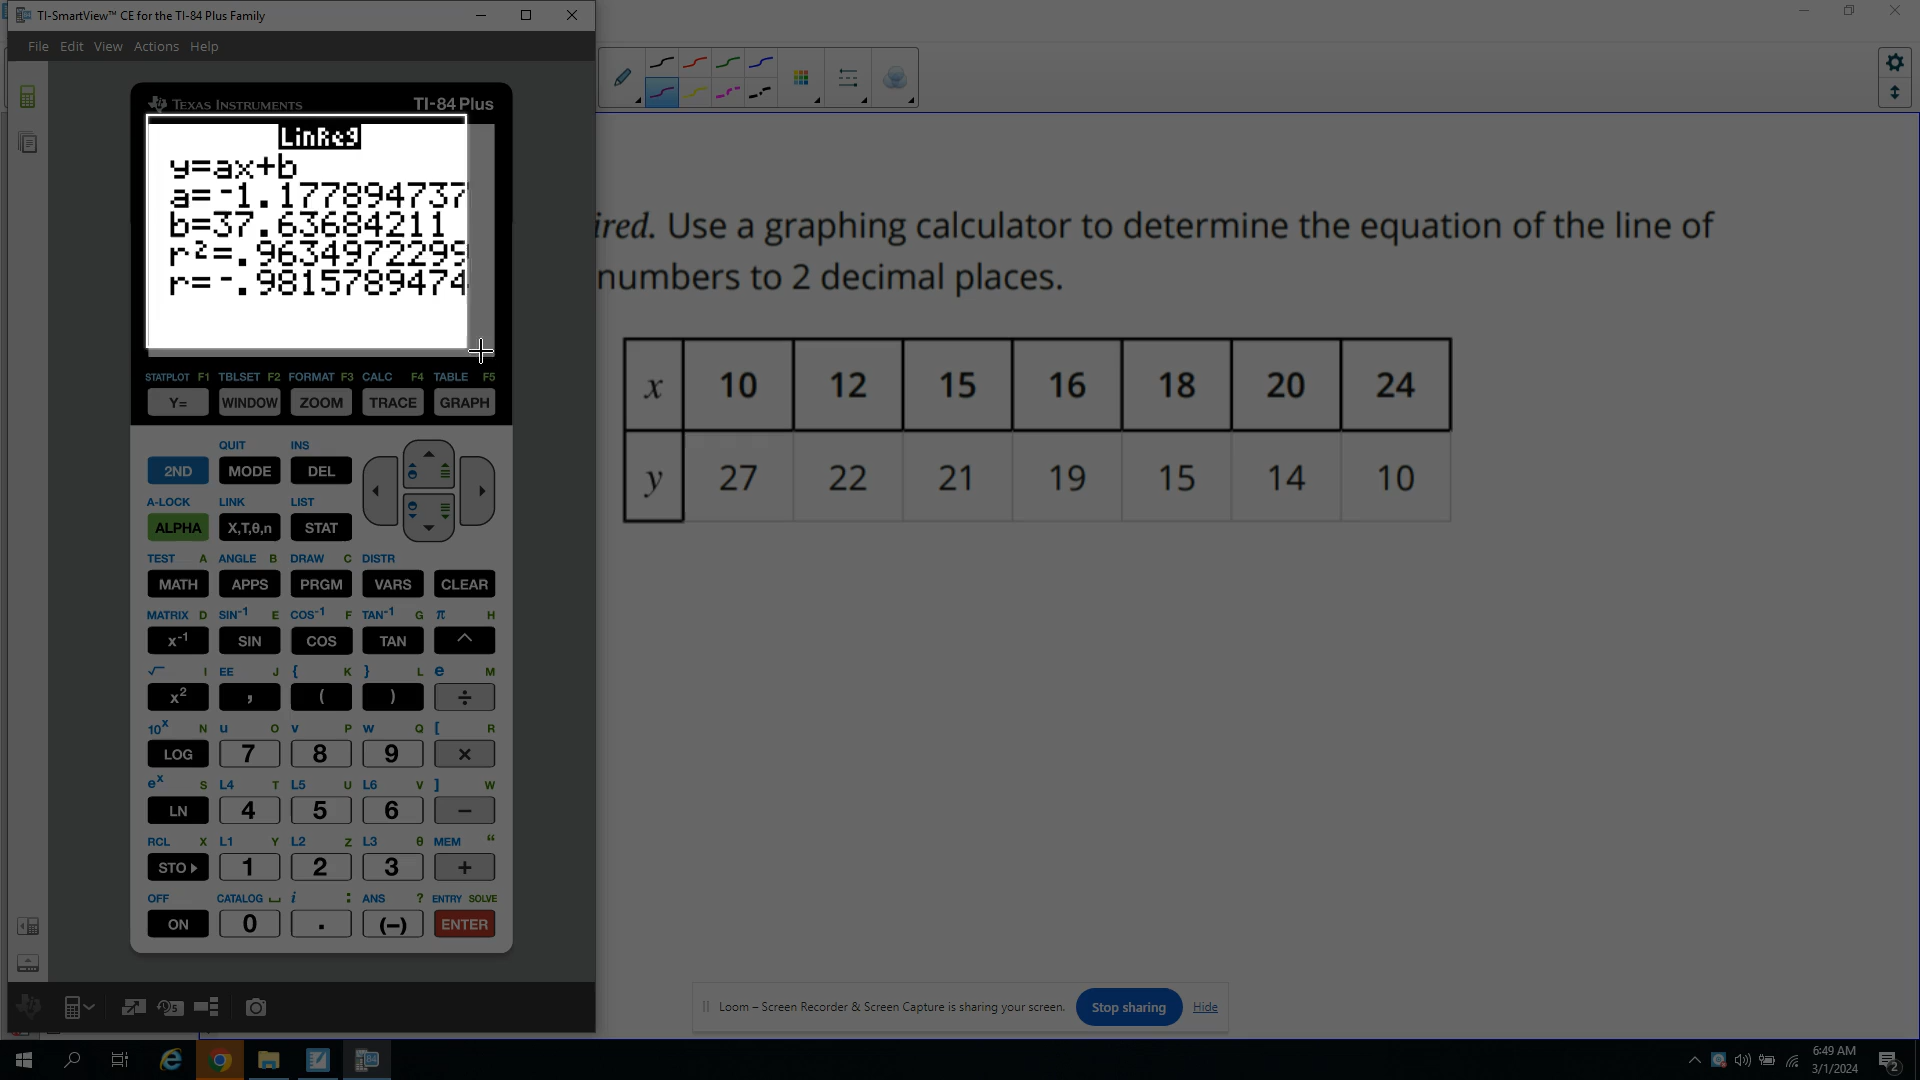 TI-SmartView™ CE for the TI-84 Plus Family
File Edit View Actions Help
TEXAS INSTRUMENTS TI-84 Plus
LinReg
y=ax+b
a=-1.177894737
b=37.63684211
r²=.9634972299
r=-.9815789474
STATPLOT F1 TBLSET F2 FORMAT F3 CALC F4 TABLE F5
Y= WINDOW ZOOM TRACE GRAPH
QUIT INS
2ND MODE DEL
A-LOCK LINK LIST
ALPHA X,T,θ,n STAT
TEST A ANGLE B DRAW C DISTR
MATH APPS PRGM VARS CLEAR
MATRIX D SIN-1 E COS-1 F TAN-1 G π H
x-1 SIN COS TAN ^
√ I EE J { K } L e M
x2 , ( ) ÷
10x N u O v P w Q [ R
LOG 7 8 9 ×
ex S L4 T L5 U L6 V ] W
LN 4 5 6 −
RCL X L1 Y L2 Z L3 θ MEM “
STO▸ 1 2 3 +
OFF CATALOG ⎵ i : ANS ? ENTRY SOLVE
ON 0 . (−) ENTER
ired. Use a graphing calculator to determine the equation of the line of
numbers to 2 decimal places.
x 10 12 15 16 18 20 24
y 27 22 21 19 15 14 10
Loom – Screen Recorder & Screen Capture is sharing your screen. Stop sharing Hide
6:49 AM
3/1/2024
2
84